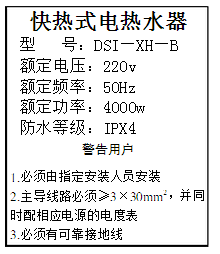 快热式电热水器
型 号：DSI—XH—B
额定电压：220v
额定频率：50Hz
额定功率：4000w
防水等级：IPX4
警告用户
1.必须由指定安装人员安装
2.主导线路必须≥3×30mm²，并同
时配相应电源的电度表
3.必须有可靠接地线